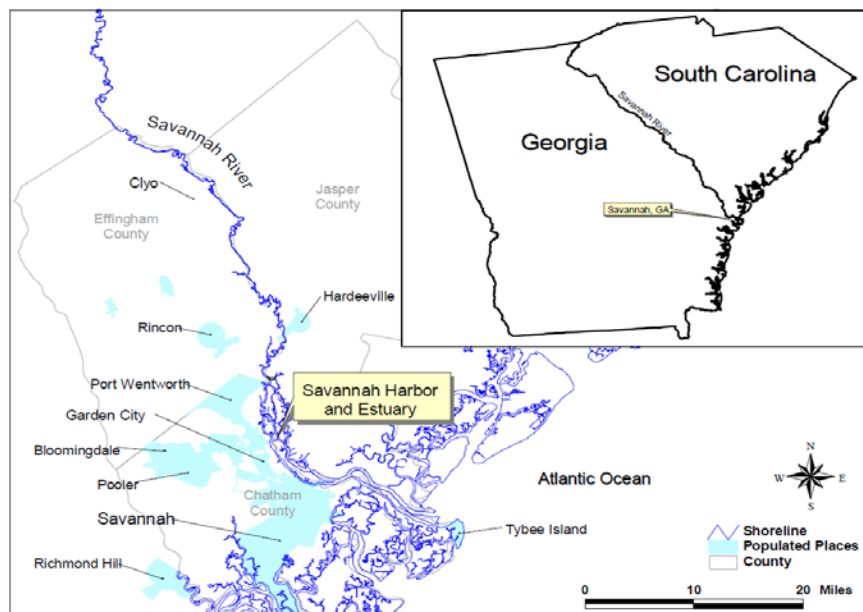 South Carolina
Georgia
Savannah River
Savannah, GA
Savannah River
Clyo
Jasper
County
Effingham
County
Hardeeville
Rincon
Port Wentworth
Savannah Harbor
and Estuary
Garden City
Bloomingdale
Pooler
Chatham
County
Atlantic Ocean
Savannah
Tybee Island
Richmond Hill
N
W
E
S
Shoreline
Populated Places
County
0 10 20 Miles